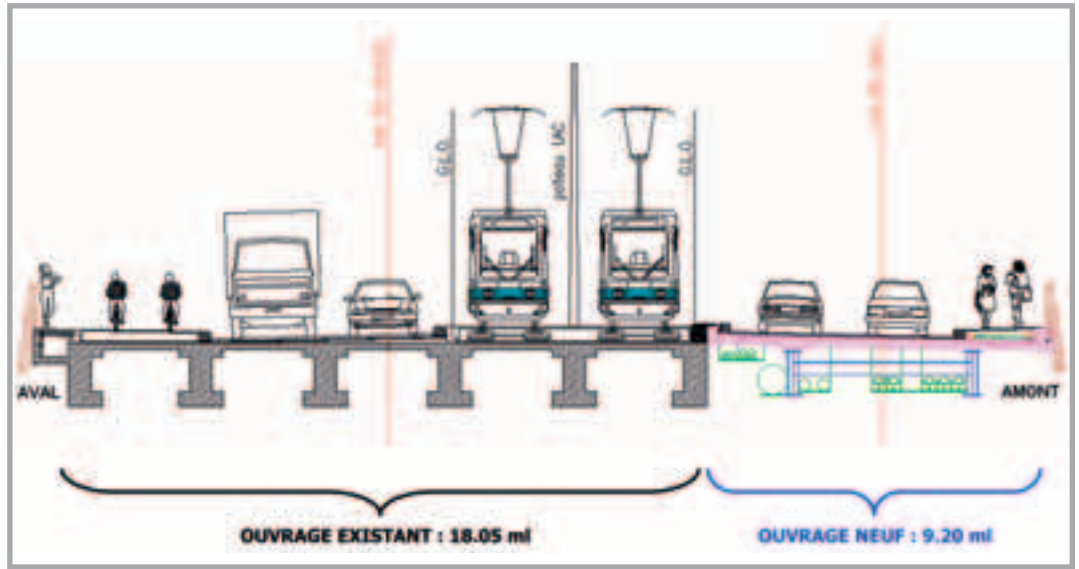 G.L.O.
poteau LAC
G.L.O.
AVAL
AMONT
OUVRAGE EXISTANT : 18.05 ml
OUVRAGE NEUF : 9.20 ml